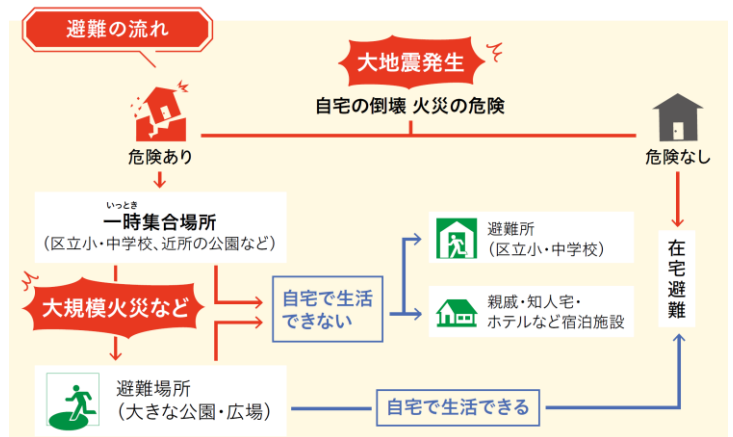 避難の流れ
大地震発生
自宅の倒壊 火災の危険
危険あり
危険なし
いっとき
一時集合場所
（区立小・中学校、近所の公園など）
避難所
（区立小・中学校）
在宅避難
大規模火災など
自宅で生活
できない
親戚・知人宅・
ホテルなど宿泊施設
避難場所
（大きな公園・広場）
自宅で生活できる